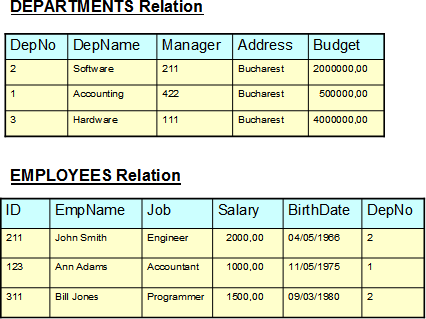 DEPARTMENTS Relation
DepNo DepName Manager Address Budget
2 Software 211 Bucharest 2000000,00
1 Accounting 422 Bucharest 500000,00
3 Hardware 111 Bucharest 4000000,00
EMPLOYEES Relation
ID EmpName Job Salary BirthDate DepNo
211 John Smith Engineer 2000,00 04/05/1966 2
123 Ann Adams Accountant 1000,00 11/05/1975 1
311 Bill Jones Programmer 1500,00 09/03/1980 2